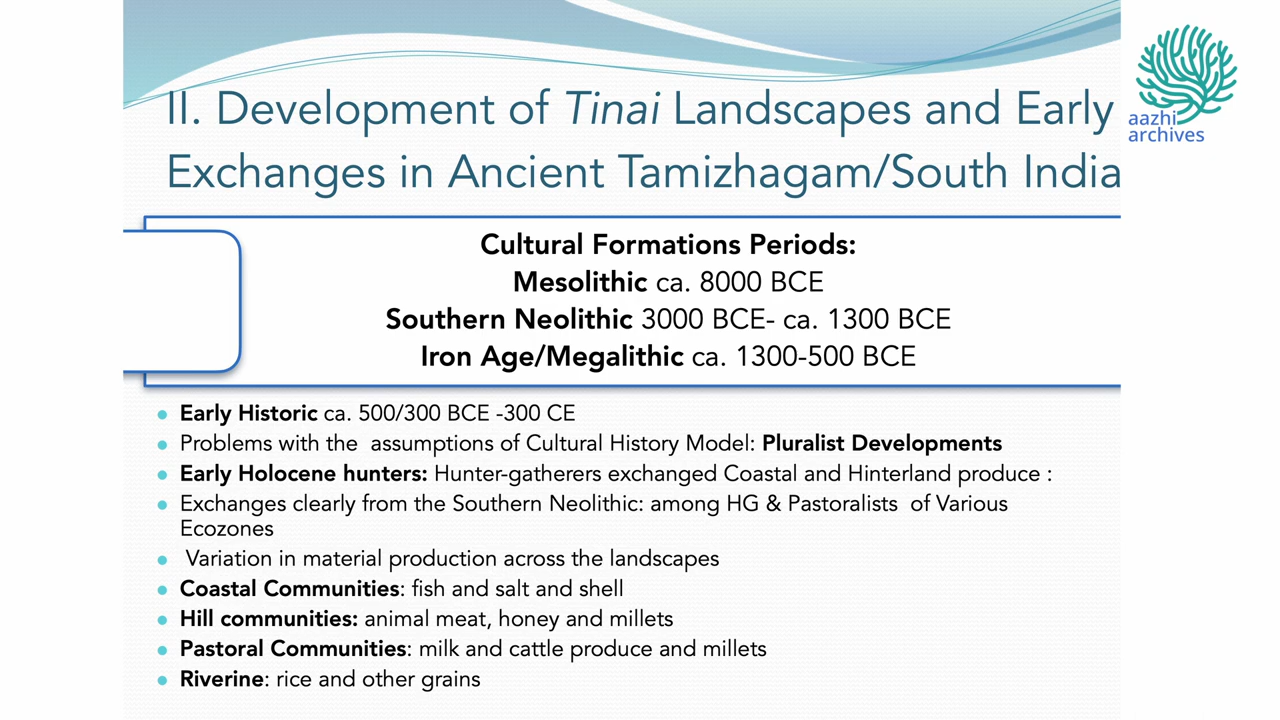 II. Development of Tinai Landscapes and Early
Exchanges in Ancient Tamizhagam/South India
aazhi
archives
Cultural Formations Periods:
Mesolithic ca. 8000 BCE
Southern Neolithic 3000 BCE- ca. 1300 BCE
Iron Age/Megalithic ca. 1300-500 BCE
• Early Historic ca. 500/300 BCE -300 CE
• Problems with the  assumptions of Cultural History Model: Pluralist Developments
• Early Holocene hunters: Hunter-gatherers exchanged Coastal and Hinterland produce :
• Exchanges clearly from the Southern Neolithic: among HG & Pastoralists  of Various
Ecozones
•  Variation in material production across the landscapes
• Coastal Communities: fish and salt and shell
• Hill communities: animal meat, honey and millets
• Pastoral Communities: milk and cattle produce and millets
• Riverine: rice and other grains